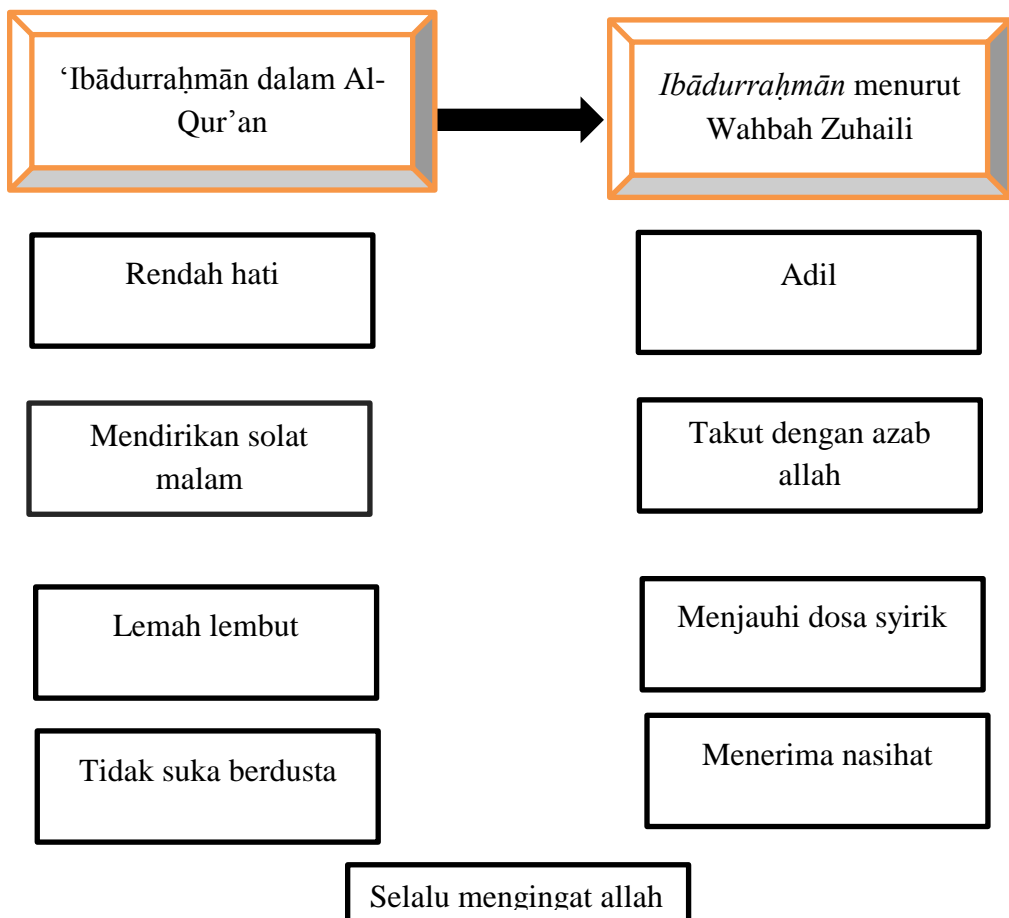 ‘Ibādurraḥmān dalam Al-
Qur’an
Ibādurraḥmān menurut
Wahbah Zuhaili
Rendah hati
Adil
Mendirikan solat
malam
Takut dengan azab
allah
Lemah lembut
Menjauhi dosa syirik
Tidak suka berdusta
Menerima nasihat
Selalu mengingat allah